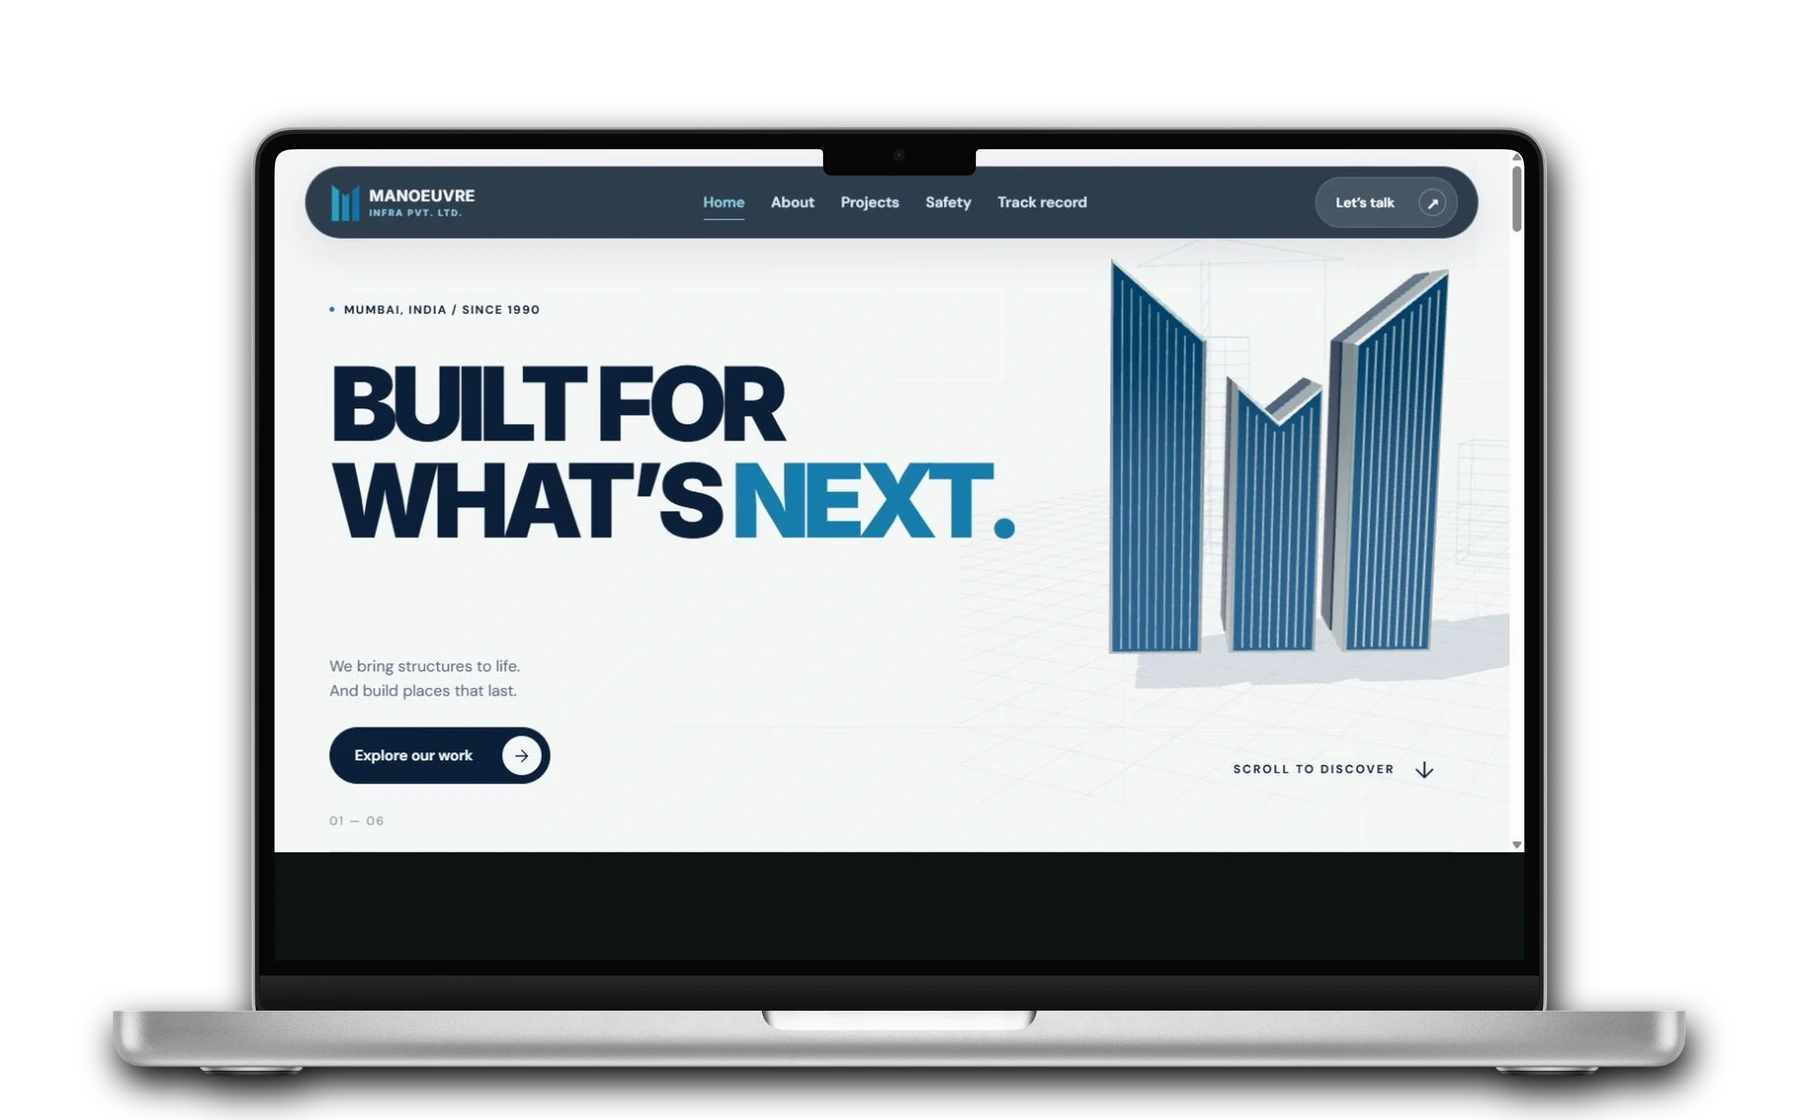 MANOEUVRE
INFRA PVT. LTD.
Home About Projects Safety Track record
Let's talk
MUMBAI, INDIA / SINCE 1990
BUILT FOR
WHAT’S NEXT.
We bring structures to life.
And build places that last.
Explore our work
SCROLL TO DISCOVER
01 — 06